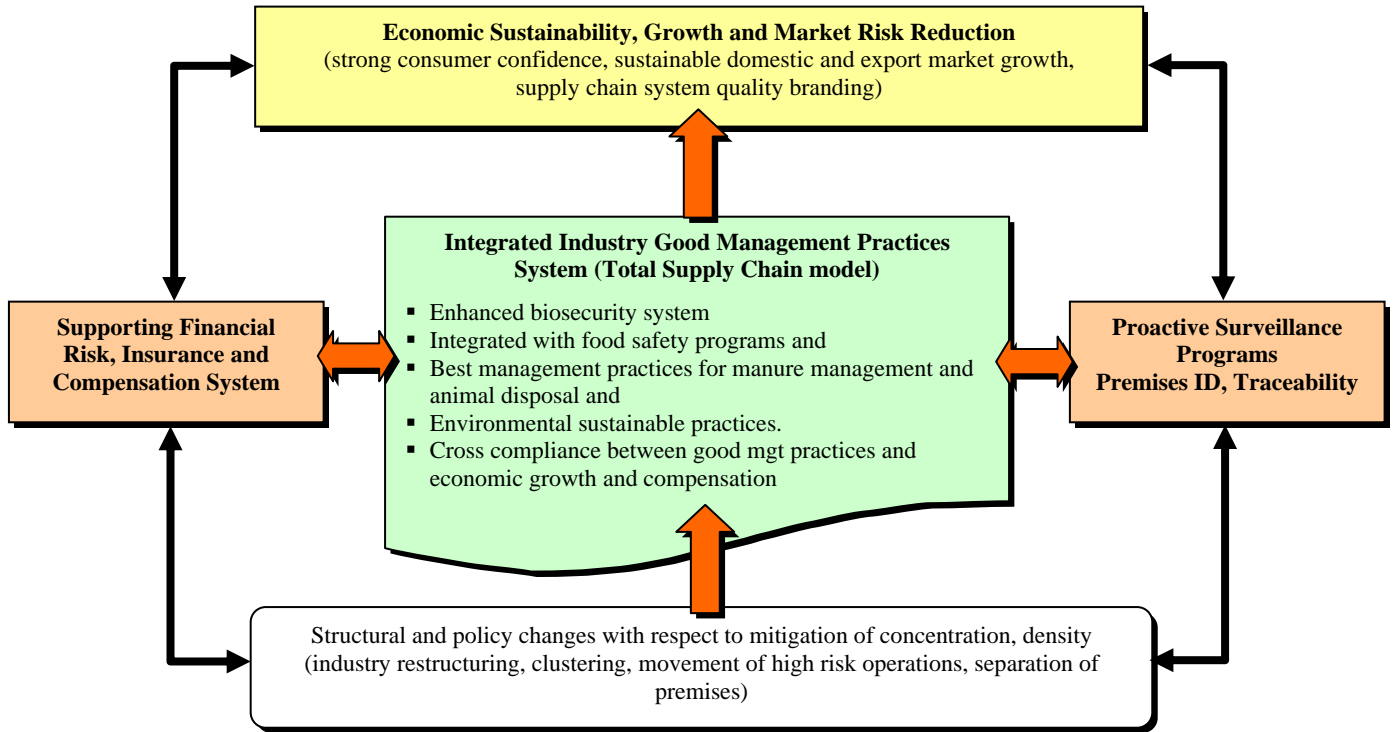 Economic Sustainability, Growth and Market Risk Reduction
(strong consumer confidence, sustainable domestic and export market growth,
supply chain system quality branding)
Integrated Industry Good Management Practices
System (Total Supply Chain model)
▪ Enhanced biosecurity system
▪ Integrated with food safety programs and
▪ Best management practices for manure management and
animal disposal and
▪ Environmental sustainable practices.
▪ Cross compliance between good mgt practices and
economic growth and compensation
Supporting Financial
Risk, Insurance and
Compensation System
Proactive Surveillance
Programs
Premises ID, Traceability
Structural and policy changes with respect to mitigation of concentration, density
(industry restructuring, clustering, movement of high risk operations, separation of
premises)